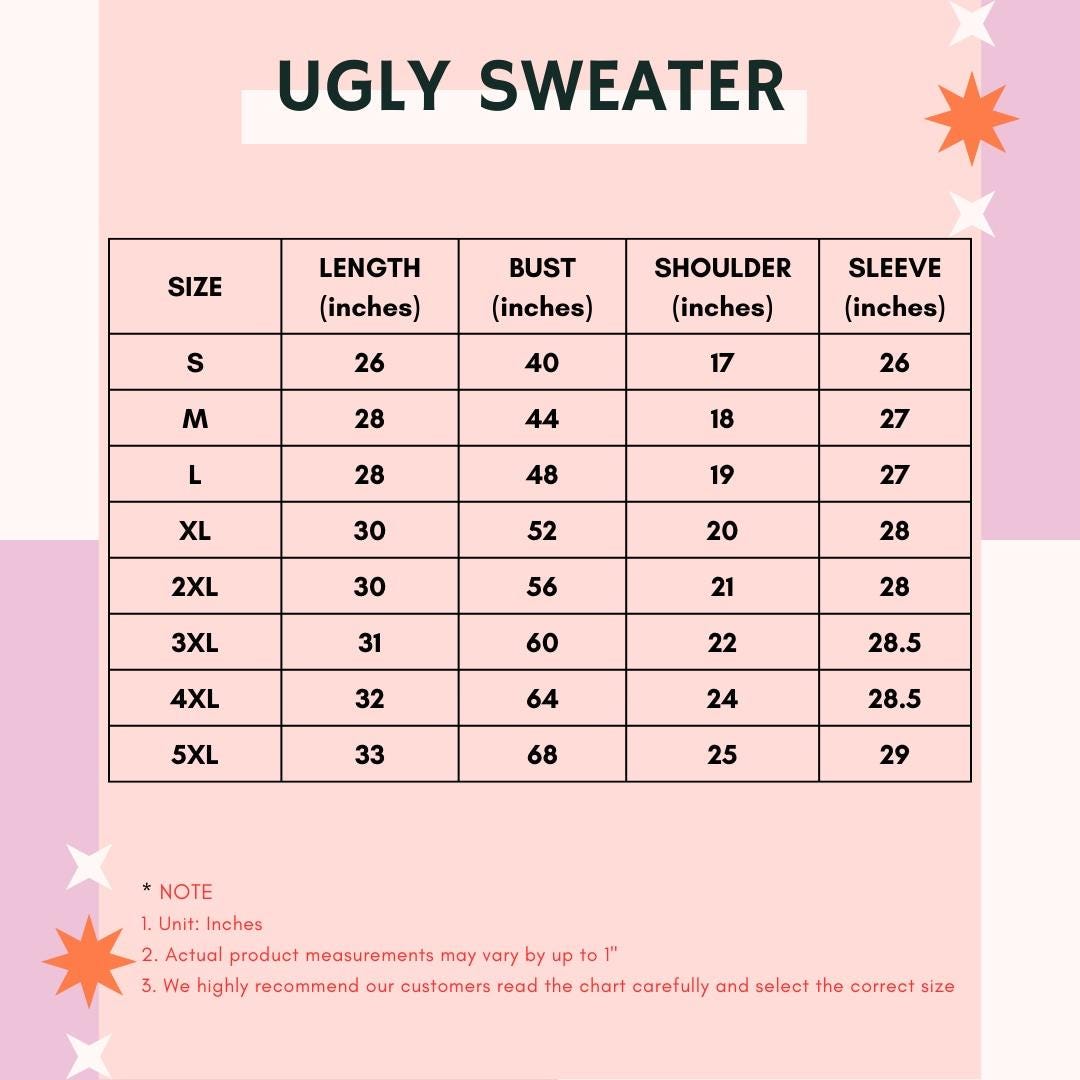 UGLY SWEATER
SIZE LENGTH (inches) BUST (inches) SHOULDER (inches) SLEEVE (inches)
S 26 40 17 26
M 28 44 18 27
L 28 48 19 27
XL 30 52 20 28
2XL 30 56 21 28
3XL 31 60 22 28.5
4XL 32 64 24 28.5
5XL 33 68 25 29
* NOTE
1. Unit: Inches
2. Actual product measurements may vary by up to 1"
3. We highly recommend our customers read the chart carefully and select the correct size